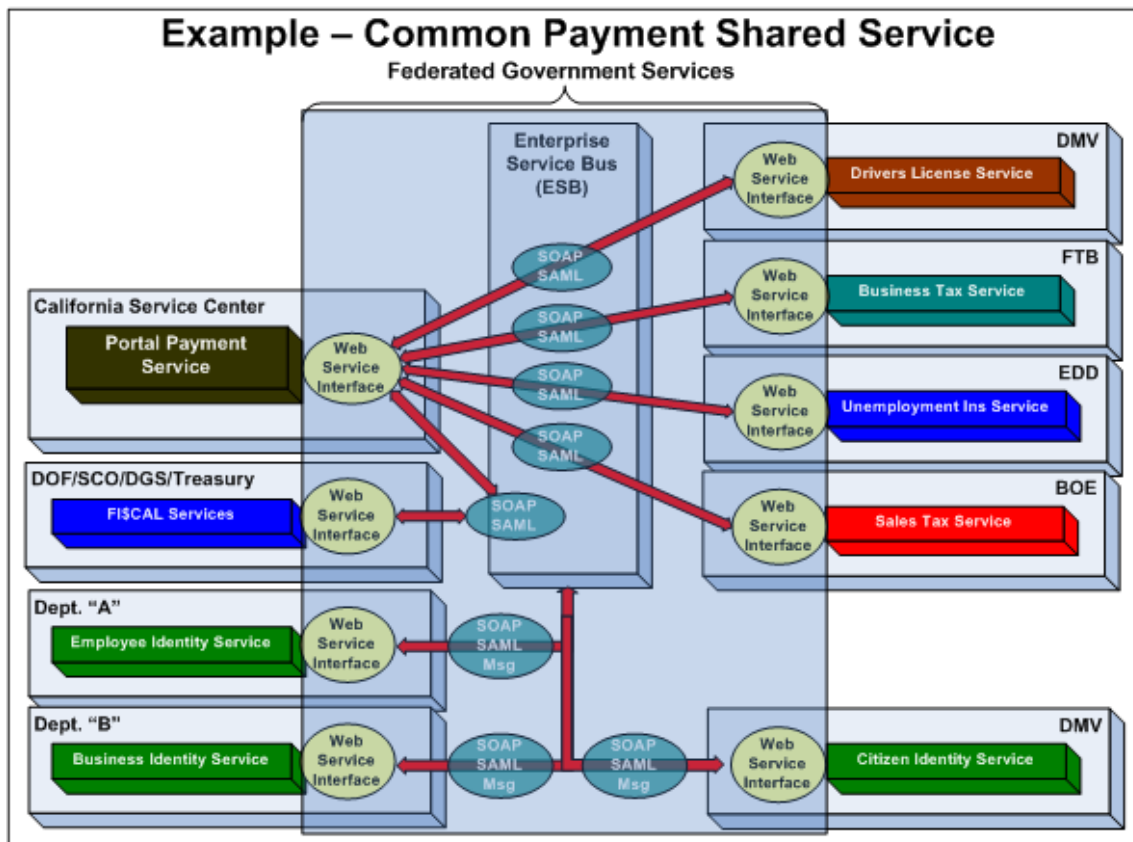 Example – Common Payment Shared Service
Federated Government Services
Enterprise
Service Bus
(ESB)
DMV
Web
Service
Interface
Drivers License Service
SOAP
SAML
FTB
Web
Service
Interface
Business Tax Service
SOAP
SAML
California Service Center
Portal Payment
Service
Web
Service
Interface
EDD
Web
Service
Interface
Unemployment Ins Service
SOAP
SAML
SOAP
SAML
DOF/SCO/DGS/Treasury
FI$CAL Services
Web
Service
Interface
SOAP
SAML
BOE
Web
Service
Interface
Sales Tax Service
Dept. “A”
Employee Identity Service
Web
Service
Interface
SOAP
SAML
Msg
Dept. “B”
Business Identity Service
Web
Service
Interface
SOAP
SAML
Msg
SOAP
SAML
Msg
DMV
Web
Service
Interface
Citizen Identity Service